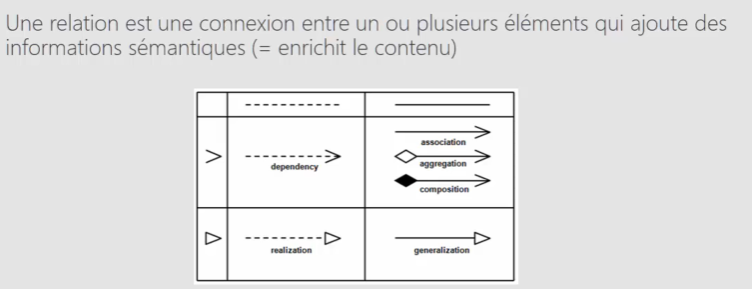 Une relation est une connexion entre un ou plusieurs éléments qui ajoute des
informations sémantiques (= enrichit le contenu)
association
dependency
aggregation
composition
realization
generalization